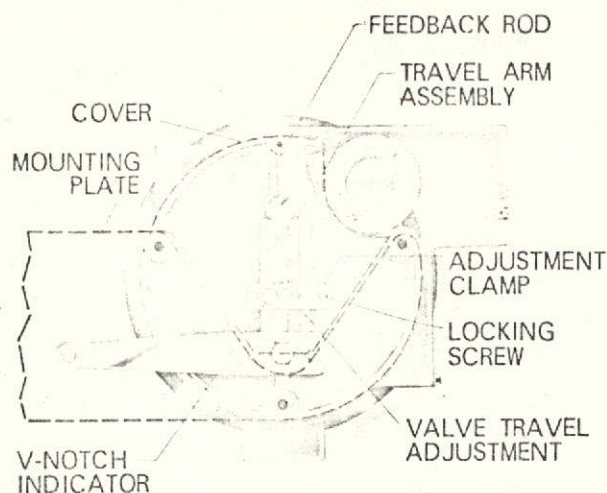 FEEDBACK ROD
TRAVEL ARM
ASSEMBLY
COVER
MOUNTING
PLATE
ADJUSTMENT
CLAMP
LOCKING
SCREW
VALVE TRAVEL
ADJUSTMENT
V-NOTCH
INDICATOR